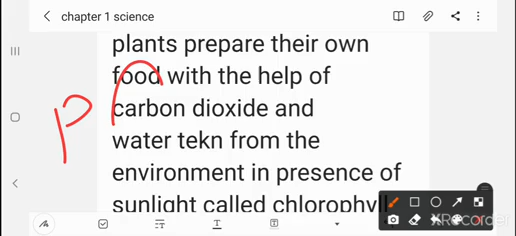 chapter 1 science
plants prepare their own
food with the help of
carbon dioxide and
water tekn from the
environment in presence of
sunlight called chlorophyll
P
XRecorder